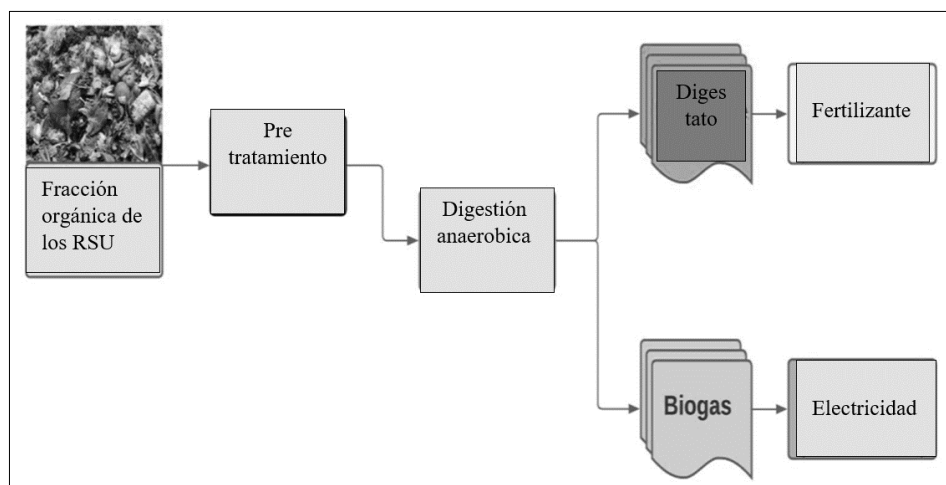 Fracción
orgánica de
los RSU
Pre
tratamiento
Digestión
anaerobica
Diges
tato
Fertilizante
Biogas
Electricidad